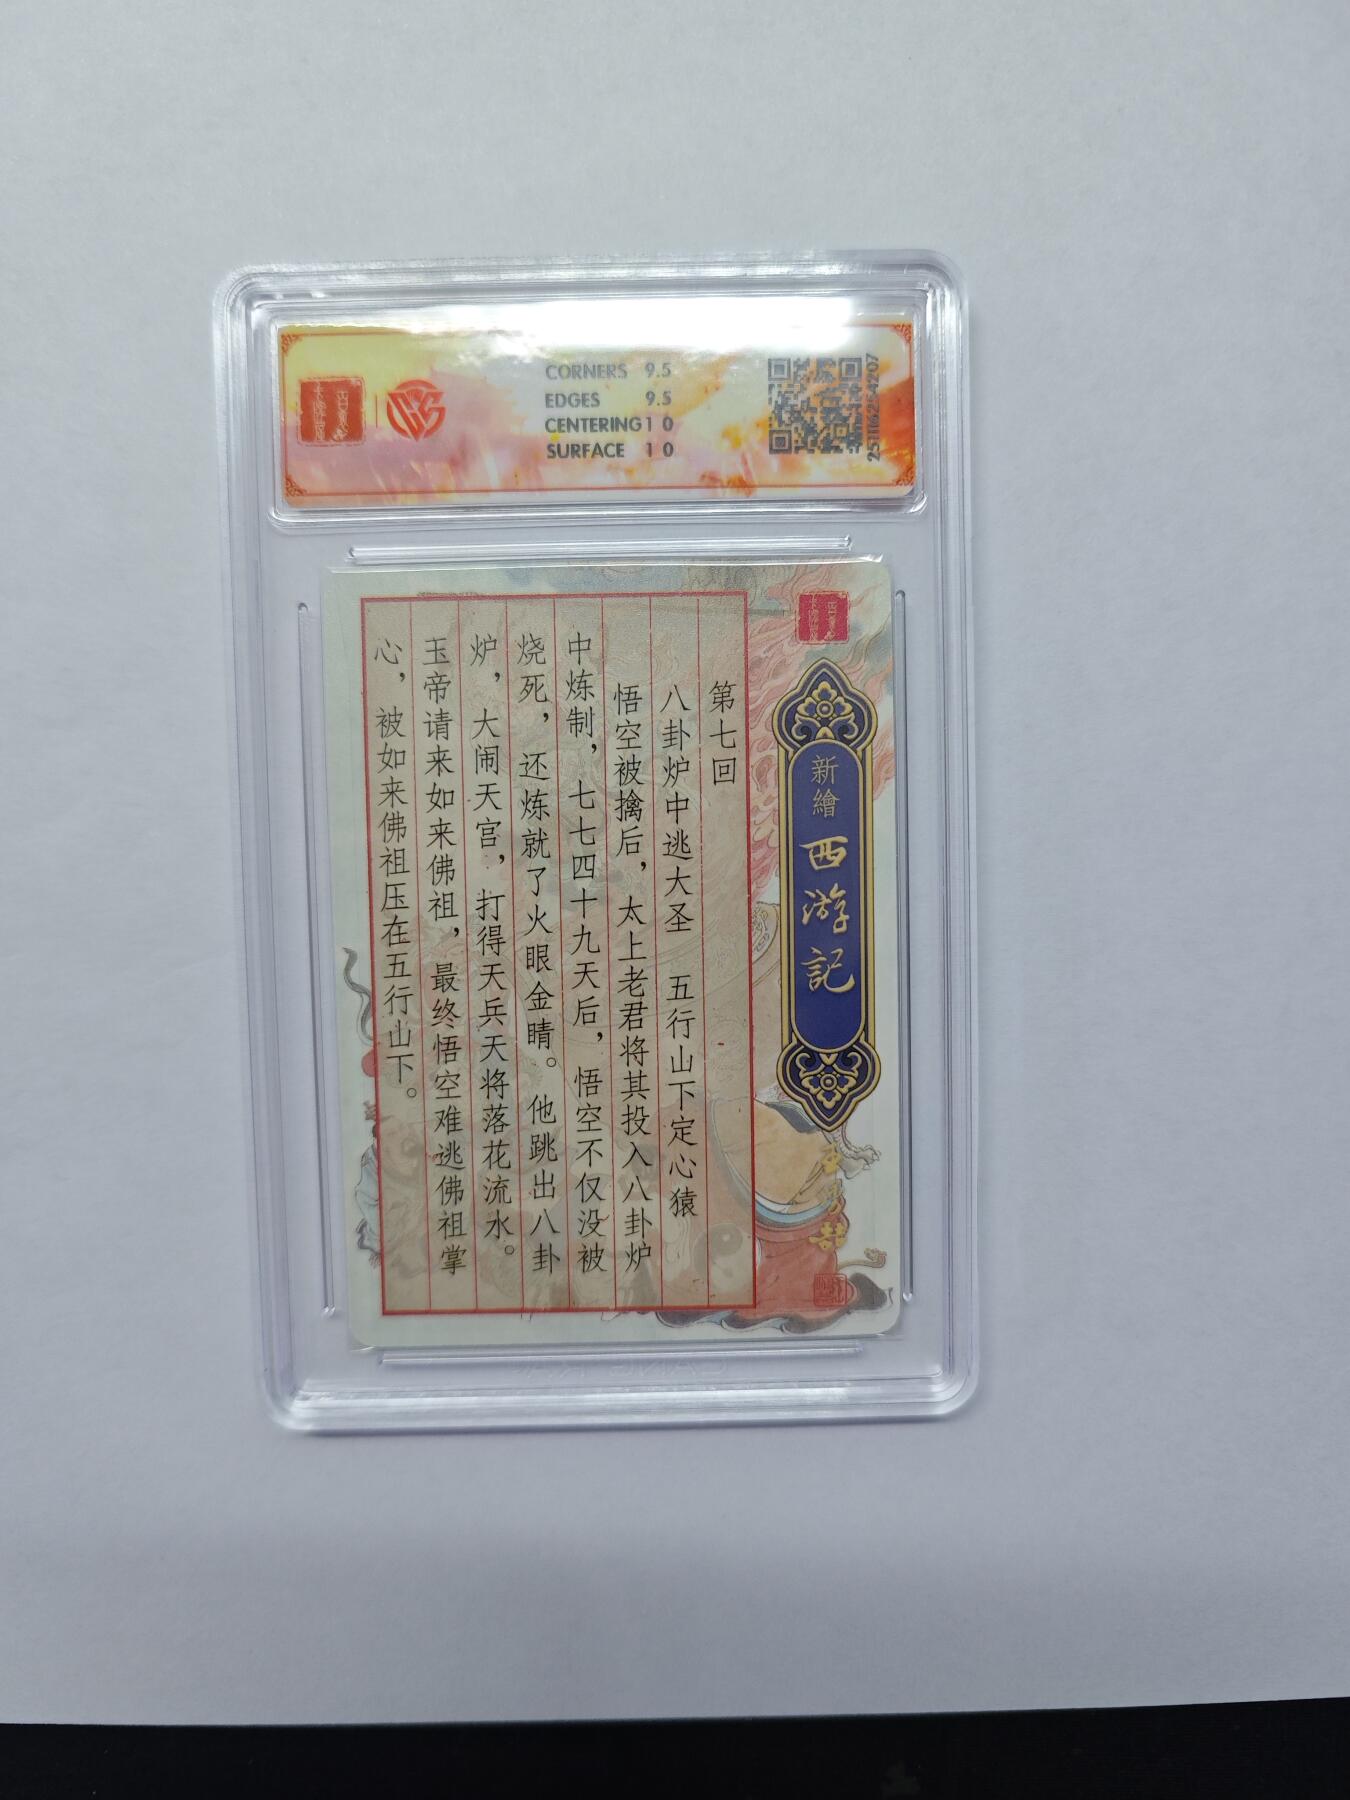 CORNERS 9.5
EDGES 9.5
CENTERING 10
SURFACE 10
251116254207
新繪
西游記
第七回
八卦炉中逃大圣 五行山下定心猿
悟空被擒后，太上老君将其投入八卦炉
中炼制，七七四十九天后，悟空不仅没被
烧死，还炼就了火眼金睛。他跳出八卦
炉，大闹天宫，打得天兵天将落花流水。
玉帝请来如来佛祖，最终悟空难逃佛祖掌
心，被如来佛祖压在五行山下。